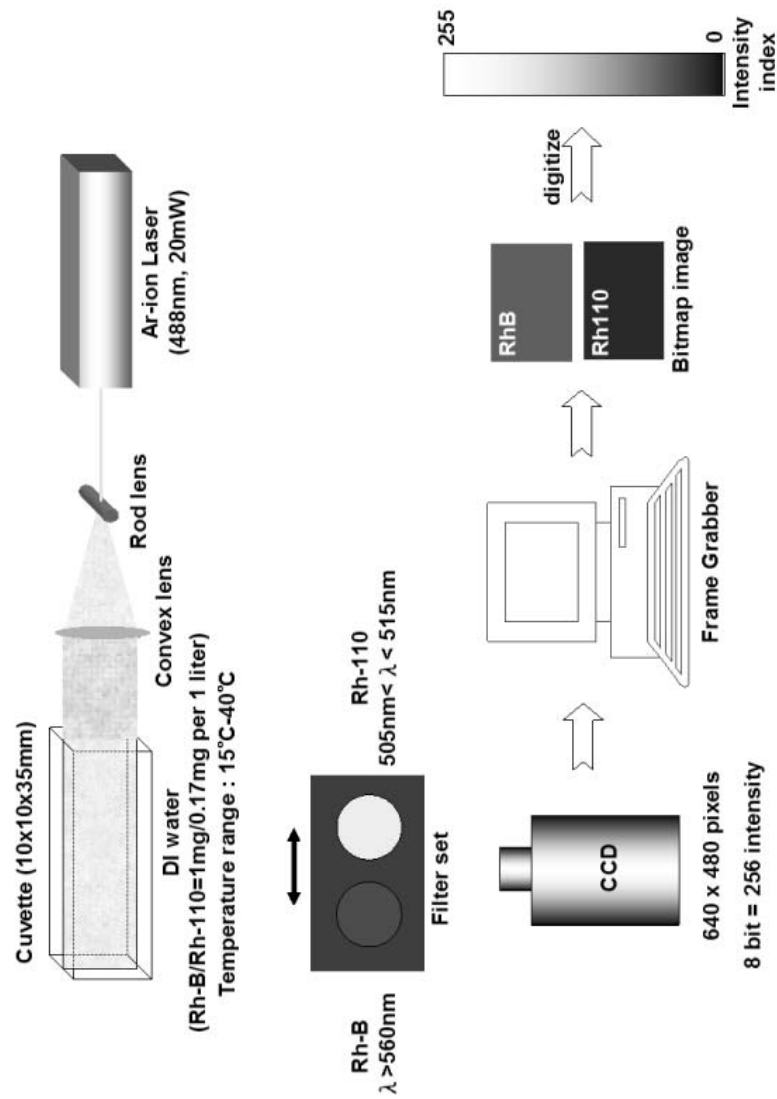 Cuvette (10x10x35mm)
Ar-ion Laser
(488nm, 20mW)
Rod lens
Convex lens
DI water
(Rh-B/Rh-110=1mg/0.17mg per 1 liter)
Temperature range : 15°C-40°C
Rh-B
λ >560nm
Rh-110
505nm< λ < 515nm
Filter set
CCD
640 x 480 pixels
8 bit = 256 intensity
Frame Grabber
RhB
Rh110
Bitmap image
digitize
255
0
Intensity
index